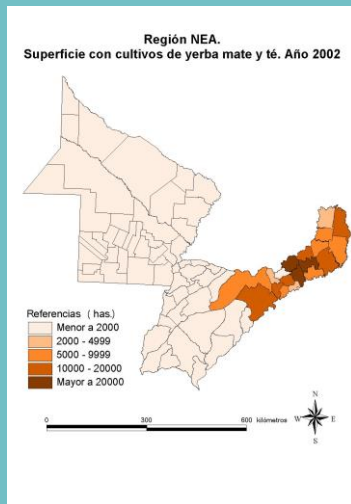 Región NEA.
Superficie con cultivos de yerba mate y té. Año 2002
Referencias ( has.)
Menor a 2000
2000 - 4999
5000 - 9999
10000 - 20000
Mayor a 20000
0 300 600 kilómetros
N
W E
S